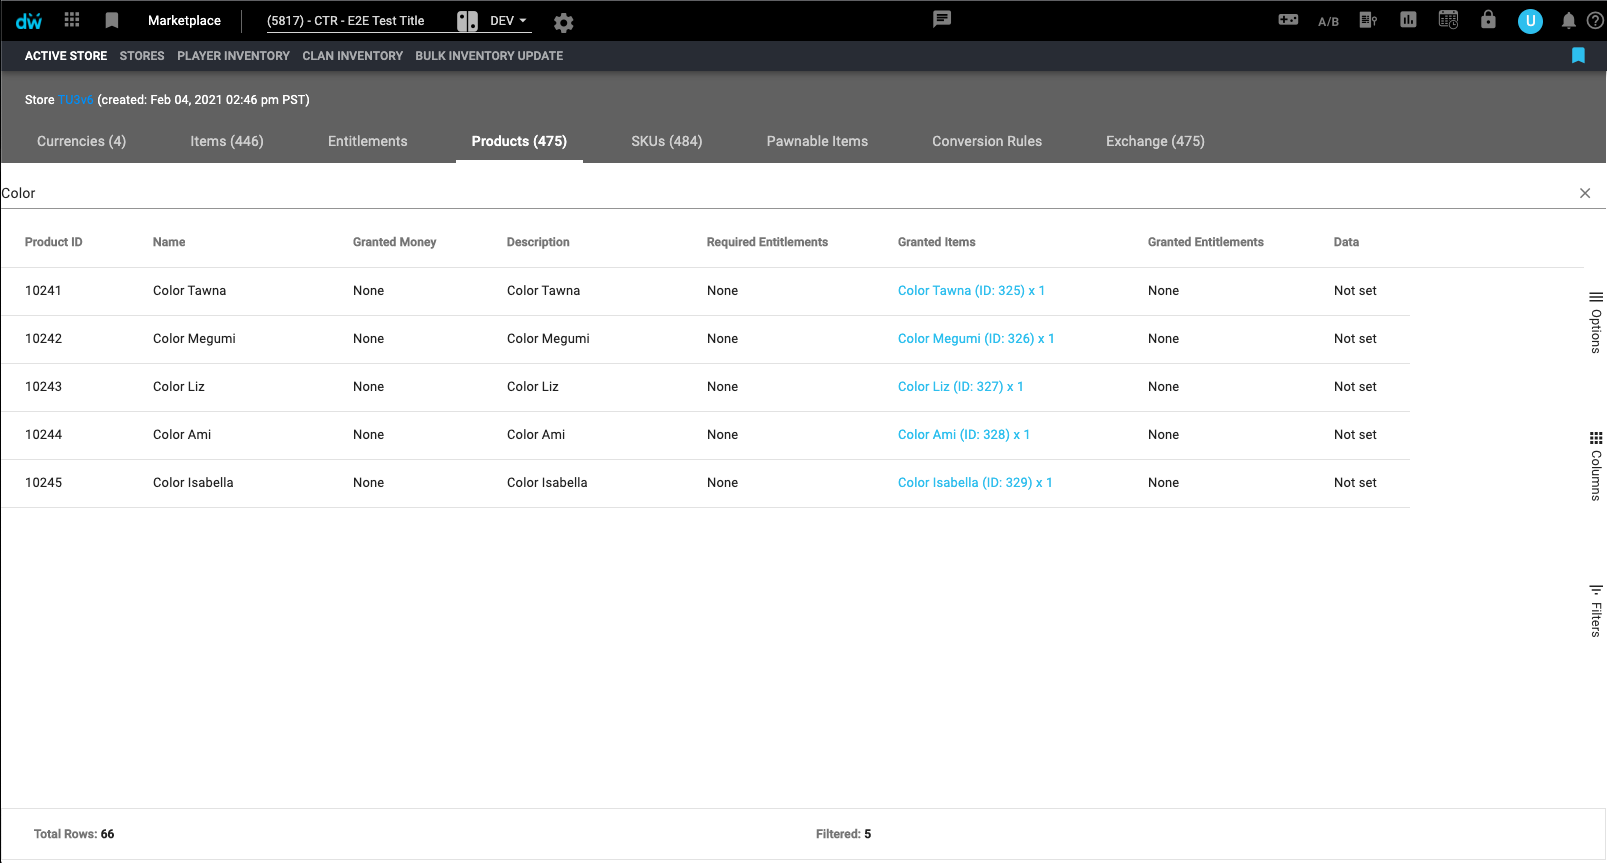 dw Marketplace (5817) - CTR - E2E Test Title DEV A/B U
ACTIVE STORE STORES PLAYER INVENTORY CLAN INVENTORY BULK INVENTORY UPDATE
Store TU3v6 (created: Feb 04, 2021 02:46 pm PST)
Currencies (4) Items (446) Entitlements Products (475) SKUs (484) Pawnable Items Conversion Rules Exchange (475)
Color
Product ID Name Granted Money Description Required Entitlements Granted Items Granted Entitlements Data
10241 Color Tawna None Color Tawna None Color Tawna (ID: 325) x 1 None Not set
10242 Color Megumi None Color Megumi None Color Megumi (ID: 326) x 1 None Not set
10243 Color Liz None Color Liz None Color Liz (ID: 327) x 1 None Not set
10244 Color Ami None Color Ami None Color Ami (ID: 328) x 1 None Not set
10245 Color Isabella None Color Isabella None Color Isabella (ID: 329) x 1 None Not set
Options
Columns
Filters
Total Rows: 66 Filtered: 5